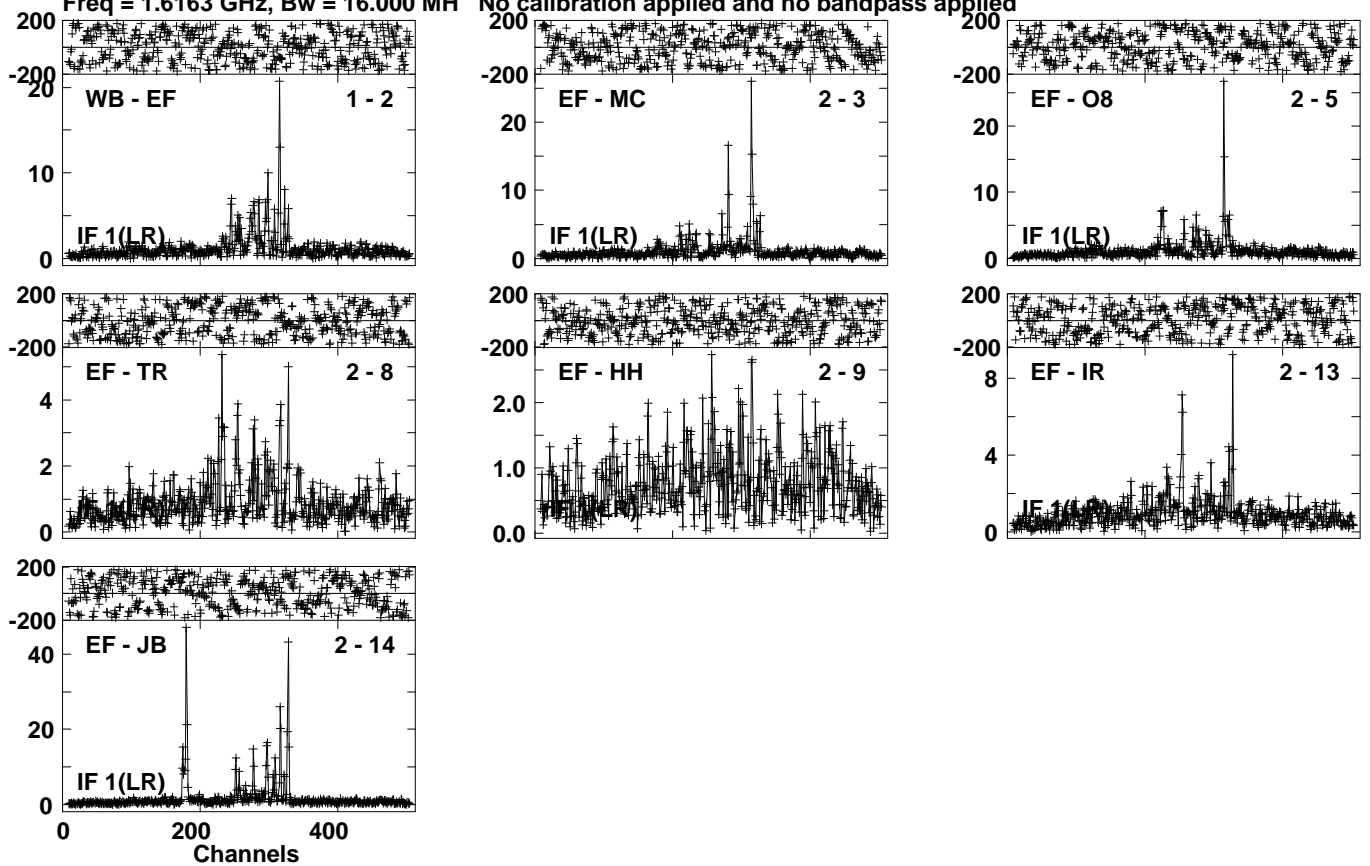 Freq = 1.6163 GHz, Bw = 16.000 MH No calibration applied and no bandpass applied
200
-200
20
10
0
WB - EF 1 - 2
IF 1(LR)
200
-200
20
10
0
EF - MC 2 - 3
IF 1(LR)
200
-200
20
10
0
EF - O8 2 - 5
IF 1(LR)
200
-200
4
2
0
EF - TR 2 - 8
200
-200
2.0
1.0
0.0
EF - HH 2 - 9
200
-200
8
4
0
EF - IR 2 - 13
IF 1(LR)
200
-200
40
20
0
EF - JB 2 - 14
IF 1(LR)
0 200 400
Channels